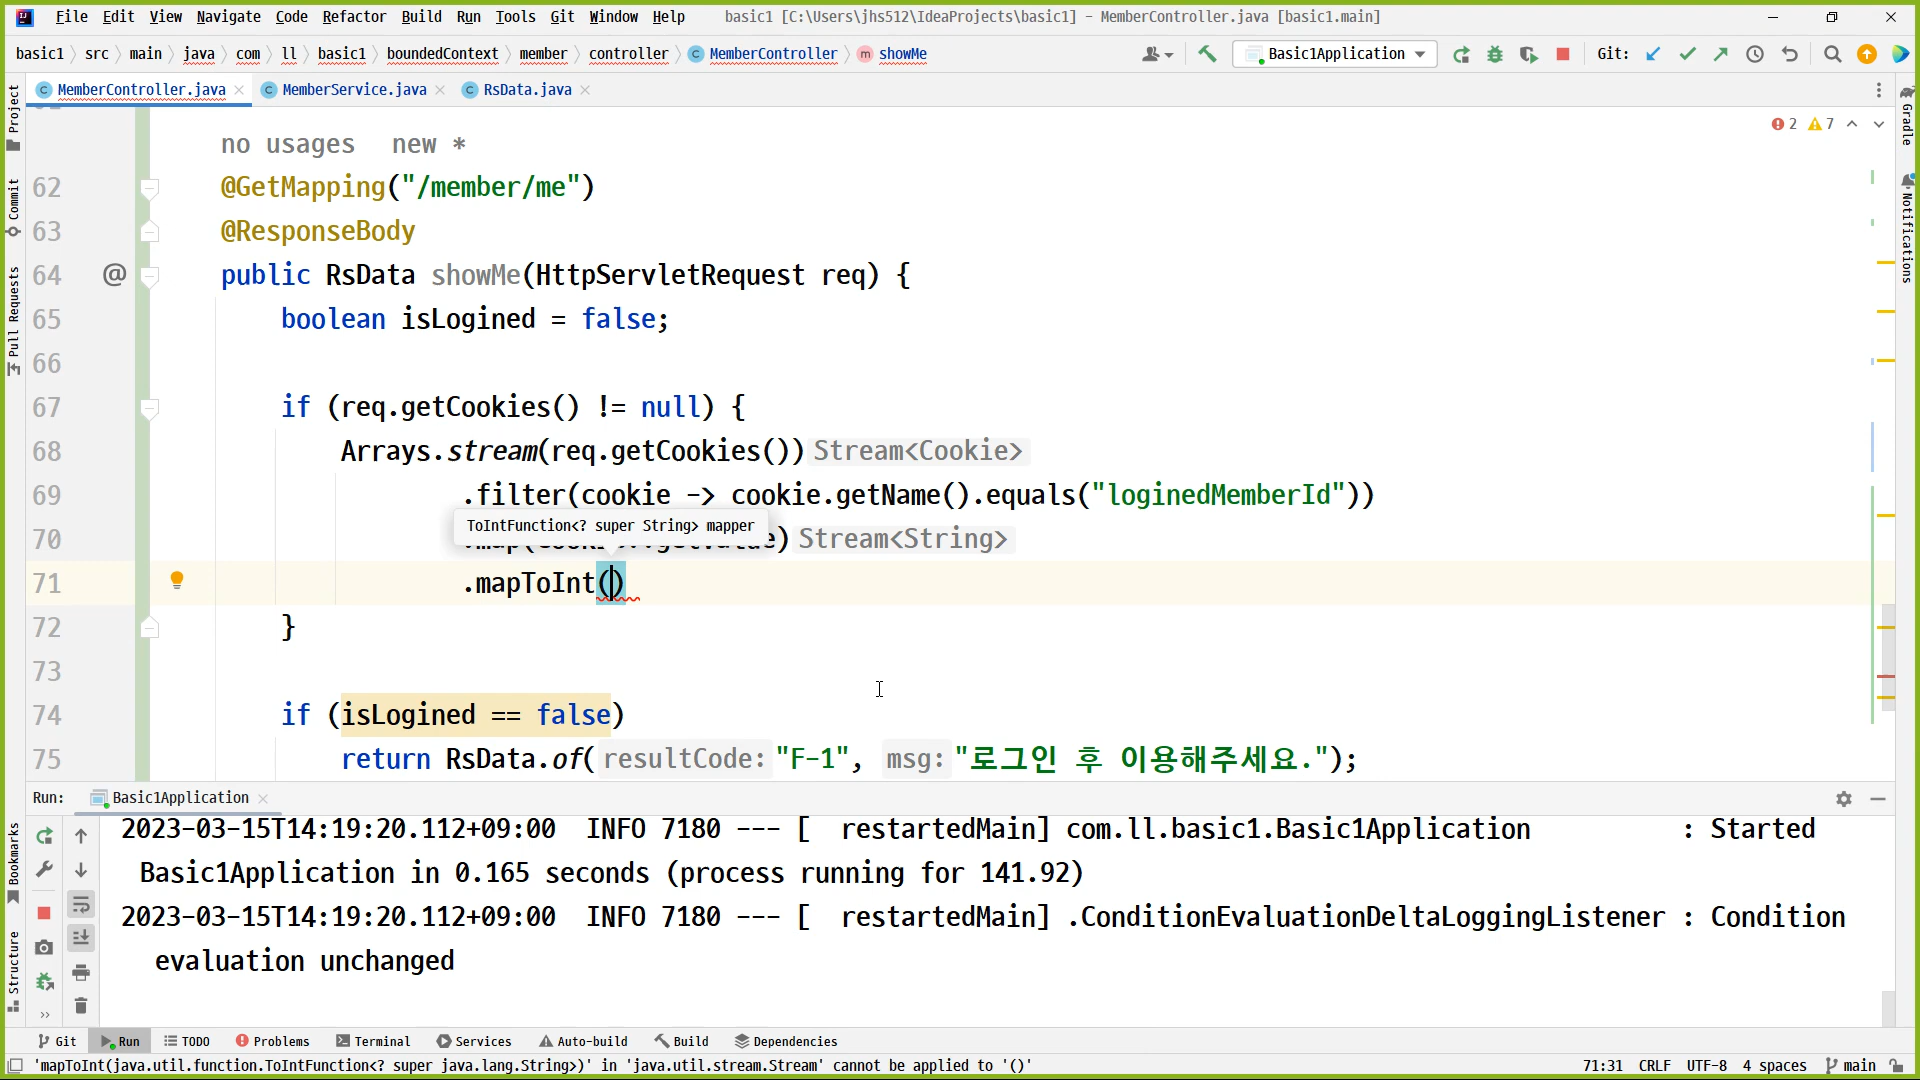 File Edit View Navigate Code Refactor Build Run Tools Git Window Help basic1 [C:\Users\jhs512\IdeaProjects\basic1] - MemberController.java [basic1.main]
basic1 src main java com ll basic1 boundedContext member controller MemberController showMe Basic1Application Git:
MemberController.java MemberService.java RsData.java
2 7
no usages new *
62 @GetMapping("/member/me")
63 @ResponseBody
64 @ public RsData showMe(HttpServletRequest req) {
65 boolean isLogined = false;
66
67 if (req.getCookies() != null) {
68 Arrays.stream(req.getCookies()) Stream<Cookie>
69 .filter(cookie -> cookie.getName().equals("loginedMemberId"))
ToIntFunction<? super String> mapper
70 Stream<String>
71 .mapToInt()
72 }
73
74 if (isLogined == false)
75 return RsData.of( resultCode: "F-1", msg: "로그인 후 이용해주세요.");
Run: Basic1Application
2023-03-15T14:19:20.112+09:00 INFO 7180 --- [ restartedMain] com.ll.basic1.Basic1Application : Started
Basic1Application in 0.165 seconds (process running for 141.92)
2023-03-15T14:19:20.112+09:00 INFO 7180 --- [ restartedMain] .ConditionEvaluationDeltaLoggingListener : Condition
evaluation unchanged
Git Run TODO Problems Terminal Services Auto-build Build Dependencies
'mapToInt(java.util.function.ToIntFunction<? super java.lang.String>)' in 'java.util.stream.Stream' cannot be applied to '()' 71:31 CRLF UTF-8 4 spaces main
Project
Commit
Pull Requests
Bookmarks
Structure
Gradle
Notifications